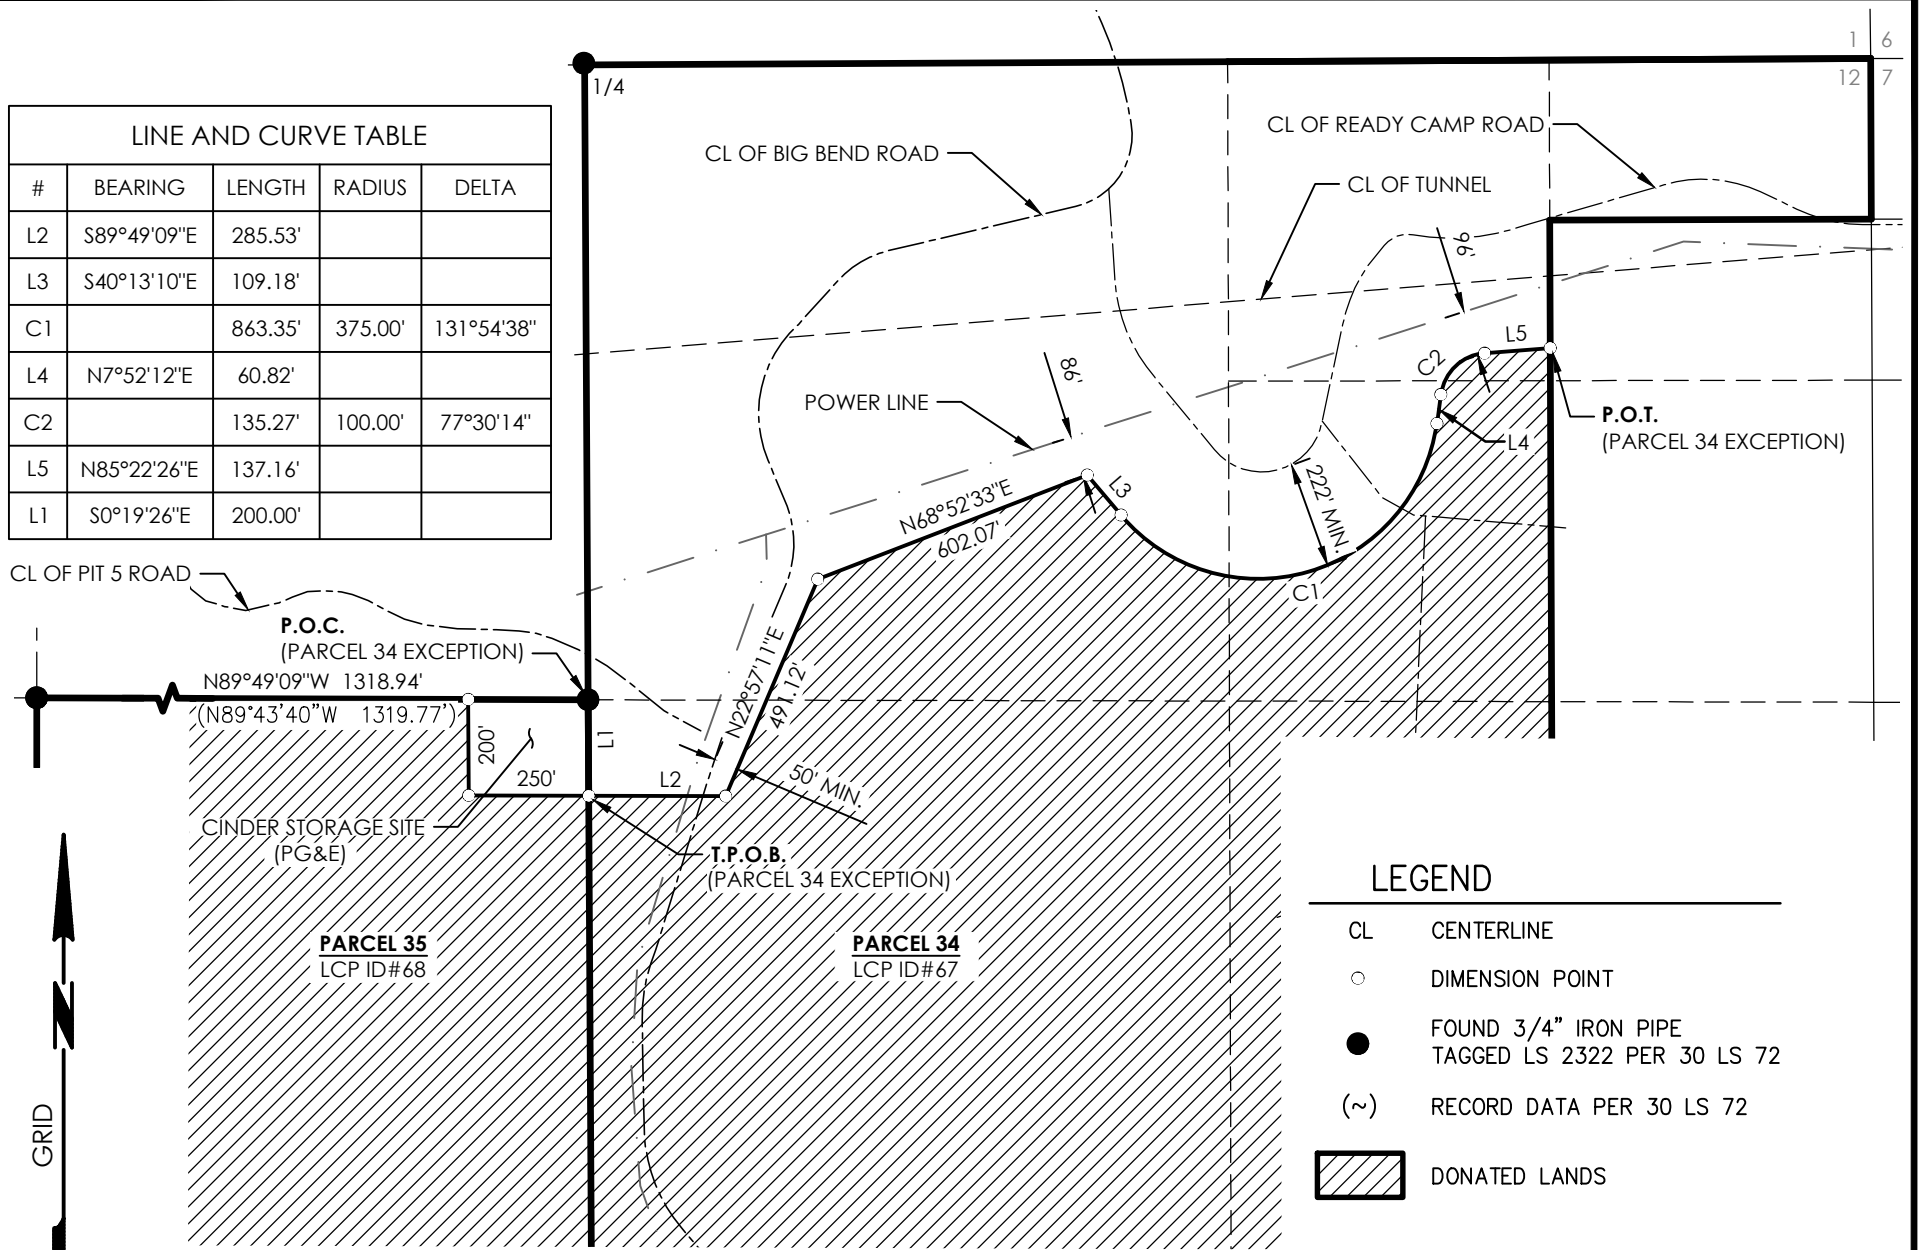 1 6
12 7
1/4
LINE AND CURVE TABLE
# BEARING LENGTH RADIUS DELTA
L2 S89°49'09"E 285.53'
L3 S40°13'10"E 109.18'
C1 863.35' 375.00' 131°54'38"
L4 N7°52'12"E 60.82'
C2 135.27' 100.00' 77°30'14"
L5 N85°22'26"E 137.16'
L1 S0°19'26"E 200.00'
CL OF BIG BEND ROAD
CL OF READY CAMP ROAD
CL OF TUNNEL
96'
L5
C2
86'
POWER LINE
P.O.T.
(PARCEL 34 EXCEPTION)
L4
L3
N68°52'33"E
602.07'
222' MIN.
C1
CL OF PIT 5 ROAD
P.O.C.
(PARCEL 34 EXCEPTION)
N89°49'09"W 1318.94'
(N89°43'40"W 1319.77')
N22°57'11"E
491.12'
200'
L1
250'
L2
50' MIN.
CINDER STORAGE SITE
(PG&E)
T.P.O.B.
(PARCEL 34 EXCEPTION)
PARCEL 35
LCP ID#68
PARCEL 34
LCP ID#67
N
GRID
LEGEND
CL CENTERLINE
DIMENSION POINT
FOUND 3/4" IRON PIPE
TAGGED LS 2322 PER 30 LS 72
(~) RECORD DATA PER 30 LS 72
DONATED LANDS